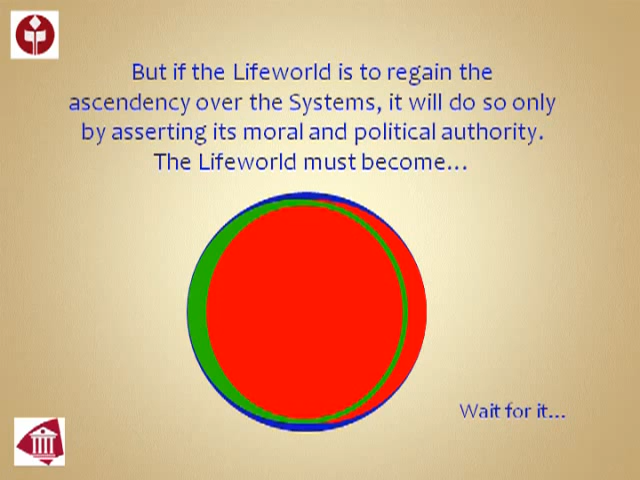 But if the Lifeworld is to regain the
ascendency over the Systems, it will do so only
by asserting its moral and political authority.
The Lifeworld must become…
Wait for it…